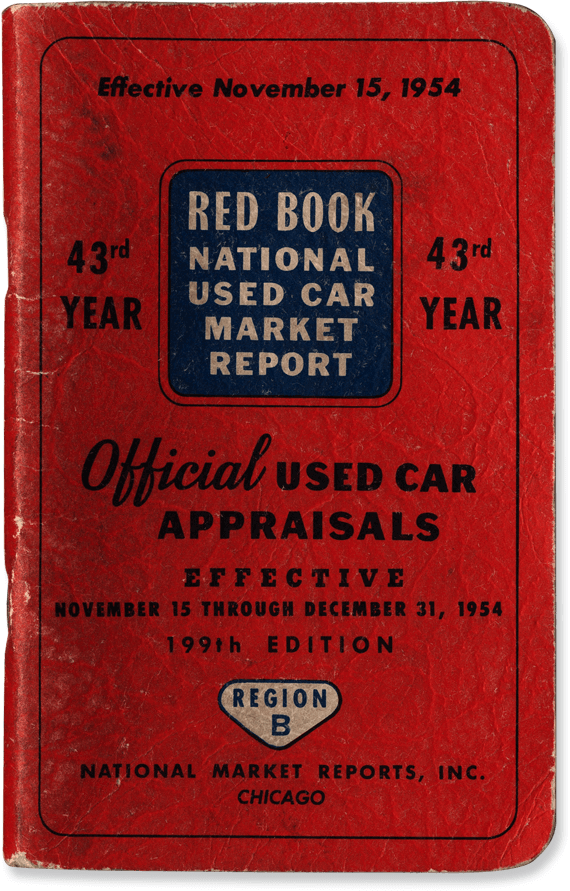 Effective November 15, 1954
RED BOOK
NATIONAL
USED CAR
MARKET
REPORT
43rd
YEAR
43rd
YEAR
Official USED CAR
APPRAISALS
EFFECTIVE
NOVEMBER 15 THROUGH DECEMBER 31, 1954
199th EDITION
REGION
B
NATIONAL MARKET REPORTS, INC.
CHICAGO